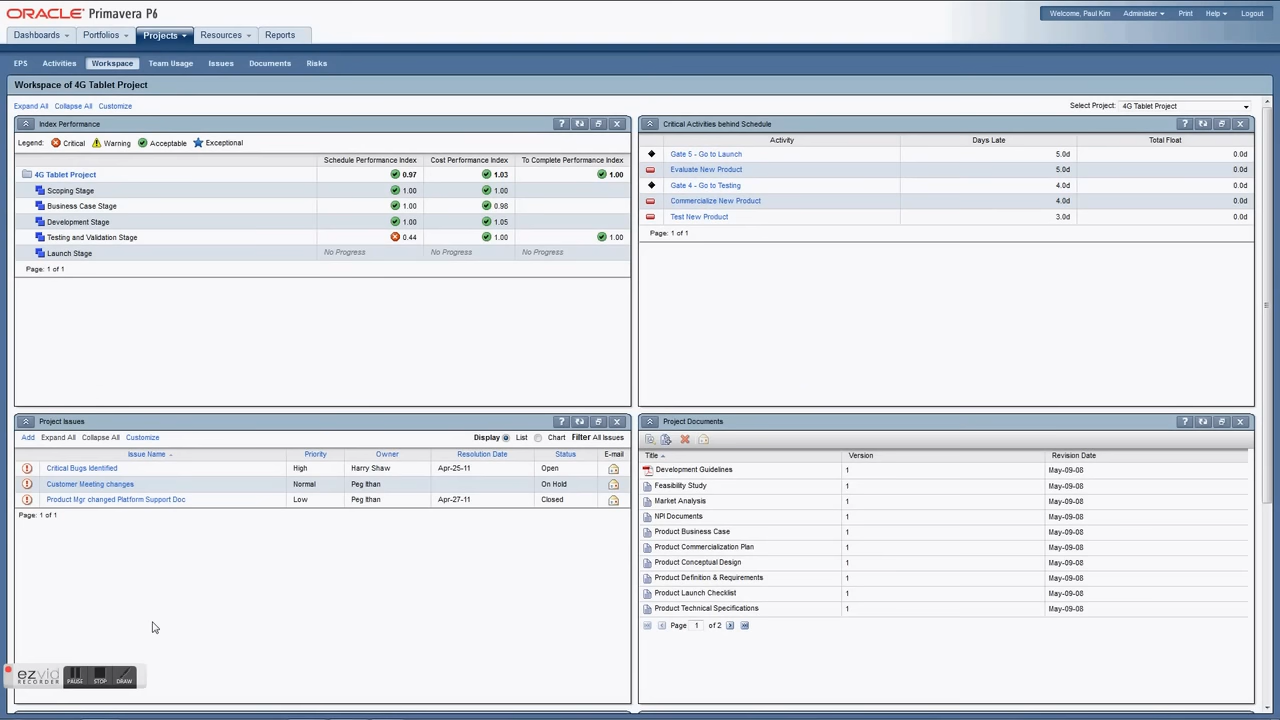 ORACLE Primavera P6
Welcome, Paul Kim Administer Print Help Logout
Dashboards Portfolios Projects Resources Reports
EPS Activities Workspace Team Usage Issues Documents Risks
Workspace of 4G Tablet Project
Expand All Collapse All Customize
Select Project: 4G Tablet Project
Index Performance
Legend: Critical Warning Acceptable Exceptional
Schedule Performance Index Cost Performance Index To Complete Performance Index
4G Tablet Project 0.97 1.03 1.00
Scoping Stage 1.00 1.00
Business Case Stage 1.00 0.98
Development Stage 1.00 1.05
Testing and Validation Stage 0.44 1.00 1.00
Launch Stage No Progress No Progress No Progress
Page: 1 of 1
Critical Activities behind Schedule
Activity Days Late Total Float
Gate 5 - Go to Launch 5.0d 0.0d
Evaluate New Product 5.0d 0.0d
Gate 4 - Go to Testing 4.0d 0.0d
Commercialize New Product 4.0d 0.0d
Test New Product 3.0d 0.0d
Page: 1 of 1
Project Issues
Add Expand All Collapse All Customize Display List Chart Filter All Issues
Issue Name Priority Owner Resolution Date Status E-mail
Critical Bugs Identified High Harry Shaw Apr-25-11 Open
Customer Meeting changes Normal Peg Ithan On Hold
Product Mgr changed Platform Support Doc Low Peg Ithan Apr-27-11 Closed
Page: 1 of 1
Project Documents
Title Version Revision Date
Development Guidelines 1 May-09-08
Feasibility Study 1 May-09-08
Market Analysis 1 May-09-08
NPI Documents 1 May-09-08
Product Business Case 1 May-09-08
Product Commercialization Plan 1 May-09-08
Product Conceptual Design 1 May-09-08
Product Definition & Requirements 1 May-09-08
Product Launch Checklist 1 May-09-08
Product Technical Specifications 1 May-09-08
Page 1 of 2
ezvid
RECORDER
PAUSE STOP DRAW